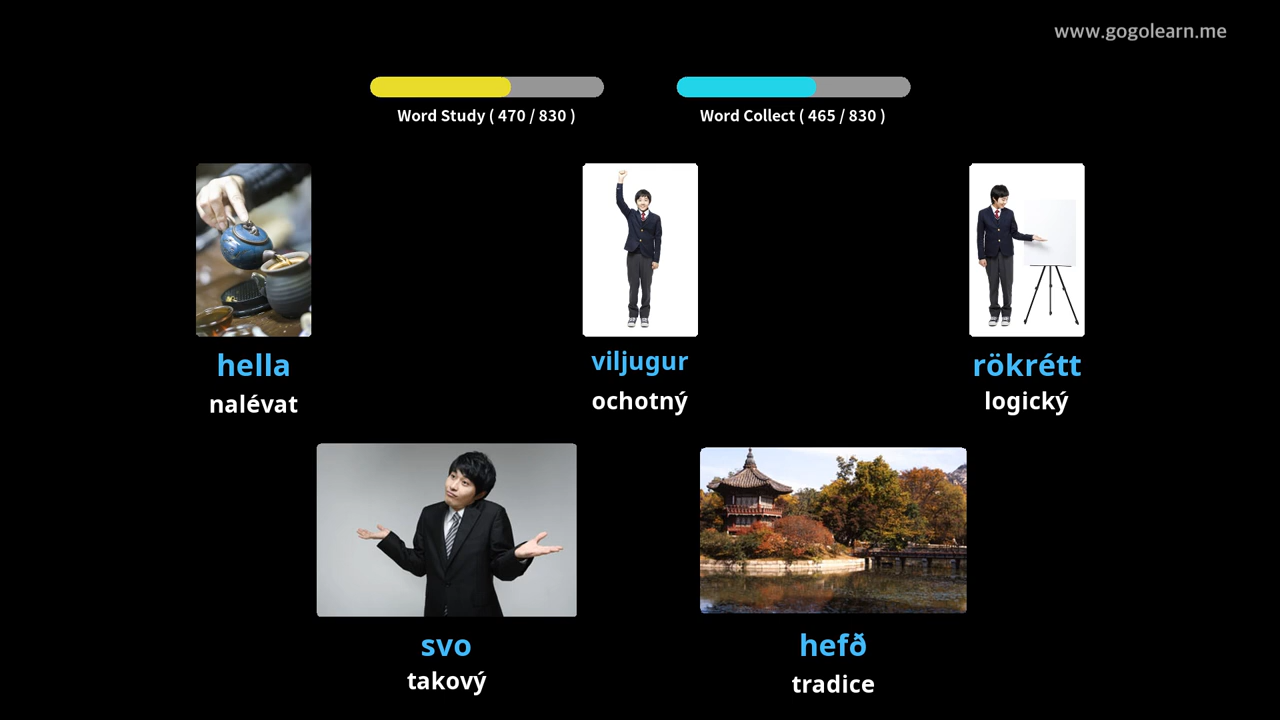 www.gogolearn.me
Word Study ( 470 / 830 )
Word Collect ( 465 / 830 )
hella
nalévat
viljugur
ochotný
rökrétt
logický
svo
takový
hefð
tradice